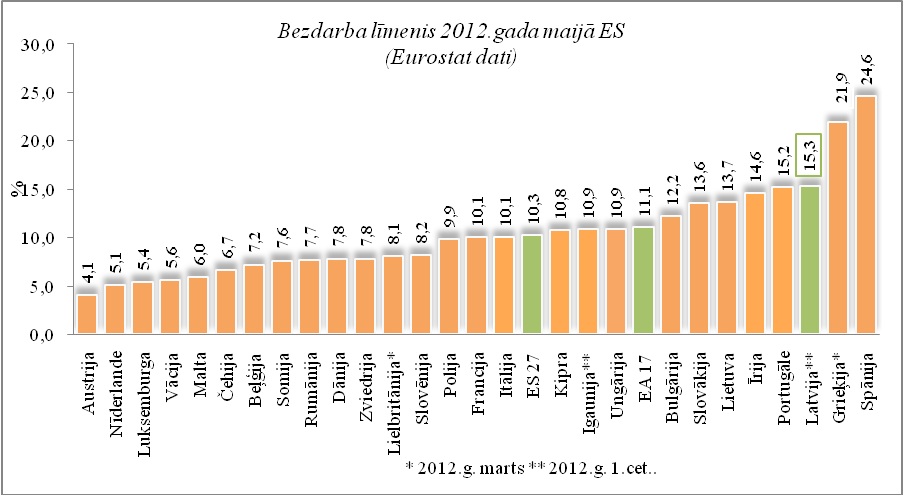 Bezdarba līmenis 2012.gada maijā ES
(Eurostat dati)
%
30,0
25,0
20,0
15,0
10,0
5,0
0,0
4,1
5,1
5,4
5,6
6,0
6,7
7,2
7,6
7,7
7,8
7,8
8,1
8,2
9,9
10,1
10,1
10,3
10,8
10,9
10,9
11,1
12,2
13,6
13,7
14,6
15,2
15,3
21,9
24,6
Austrija
Nīderlande
Luksemburga
Vācija
Malta
Čehija
Beļģija
Somija
Rumānija
Dānija
Zviedrija
Lielbritānija*
Slovēnija
Polija
Francija
Itālija
ES 27
Kipra
Igaunija**
Ungārija
EA 17
Bulgārija
Slovākija
Lietuva
Īrija
Portugāle
Latvija**
Grieķija*
Spānija
* 2012.g. marts ** 2012.g. 1.cet..